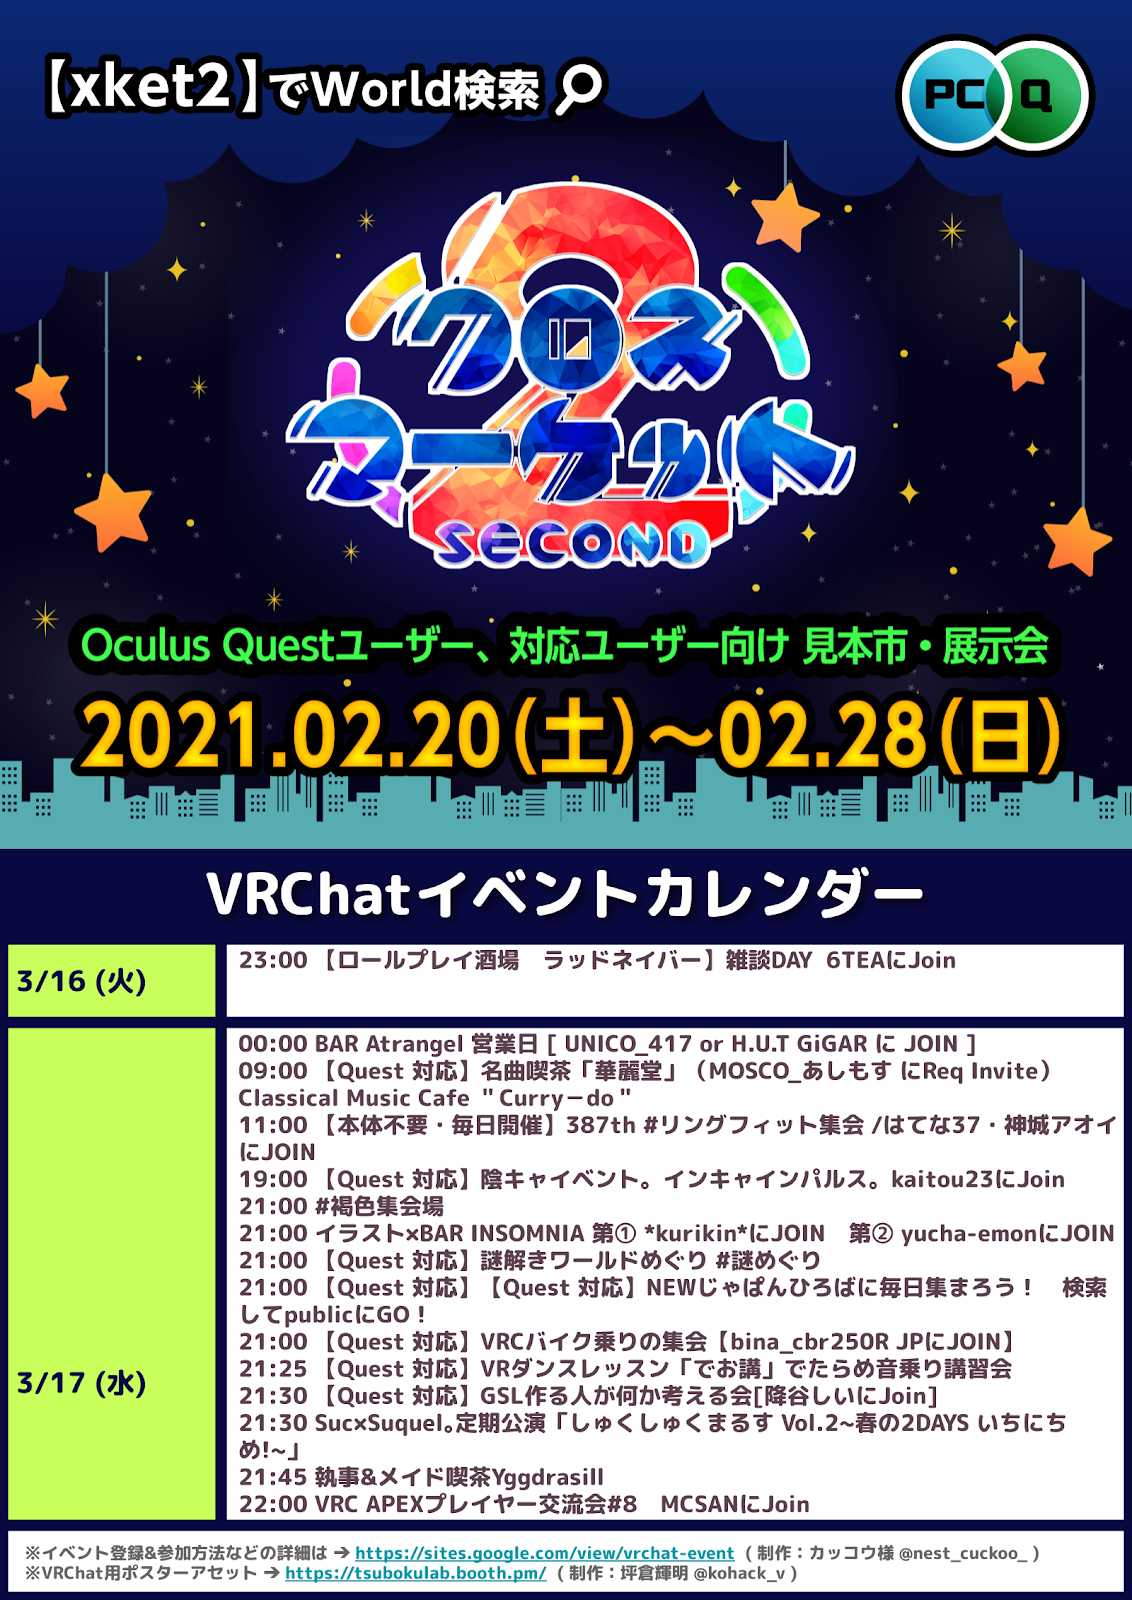 【xket2】でWorld検索
PC Q
2
クロス
マーケット
SECOND
Oculus Questユーザー、対応ユーザー向け 見本市・展示会
2021.02.20(土)～02.28(日)
VRChatイベントカレンダー
3/16 (火)
23:00 【ロールプレイ酒場　ラッドネイバー】雑談DAY 6TEAにJoin
3/17 (水)
00:00 BAR Atrangel 営業日 [ UNICO_417 or H.U.T GiGAR に JOIN ]
09:00 【Quest 対応】名曲喫茶「華麗堂」（MOSCO_あしもす にReq Invite）
Classical Music Cafe ＂Curry－do＂
11:00 【本体不要・毎日開催】387th #リングフィット集会 /はてな37・神城アオイ
にJOIN
19:00 【Quest 対応】陰キャイベント。インキャインパルス。kaitou23にJoin
21:00 #褐色集会場
21:00 イラスト×BAR INSOMNIA 第① *kurikin*にJOIN　第② yucha-emonにJOIN
21:00 【Quest 対応】謎解きワールドめぐり #謎めぐり
21:00 【Quest 対応】【Quest 対応】NEWじゃぱんひろばに毎日集まろう！　検索
してpublicにGO！
21:00 【Quest 対応】VRCバイク乗りの集会【bina_cbr250R JPにJOIN】
21:25 【Quest 対応】VRダンスレッスン「でお講」でたらめ音乗り講習会
21:30 【Quest 対応】GSL作る人が何か考える会[降谷しいにJoin]
21:30 Suc×Suquel。定期公演「しゅくしゅくまるす Vol.2~春の2DAYS いちにち
め!~」
21:45 執事&メイド喫茶Yggdrasill
22:00 VRC APEXプレイヤー交流会#8　MCSANにJoin
※イベント登録&参加方法などの詳細は ➔ https://sites.google.com/view/vrchat-event ( 制作：カッコウ様 @nest_cuckoo_ )
※VRChat用ポスターアセット ➔ https://tsubokulab.booth.pm/ ( 制作：坪倉輝明 @kohack_v )